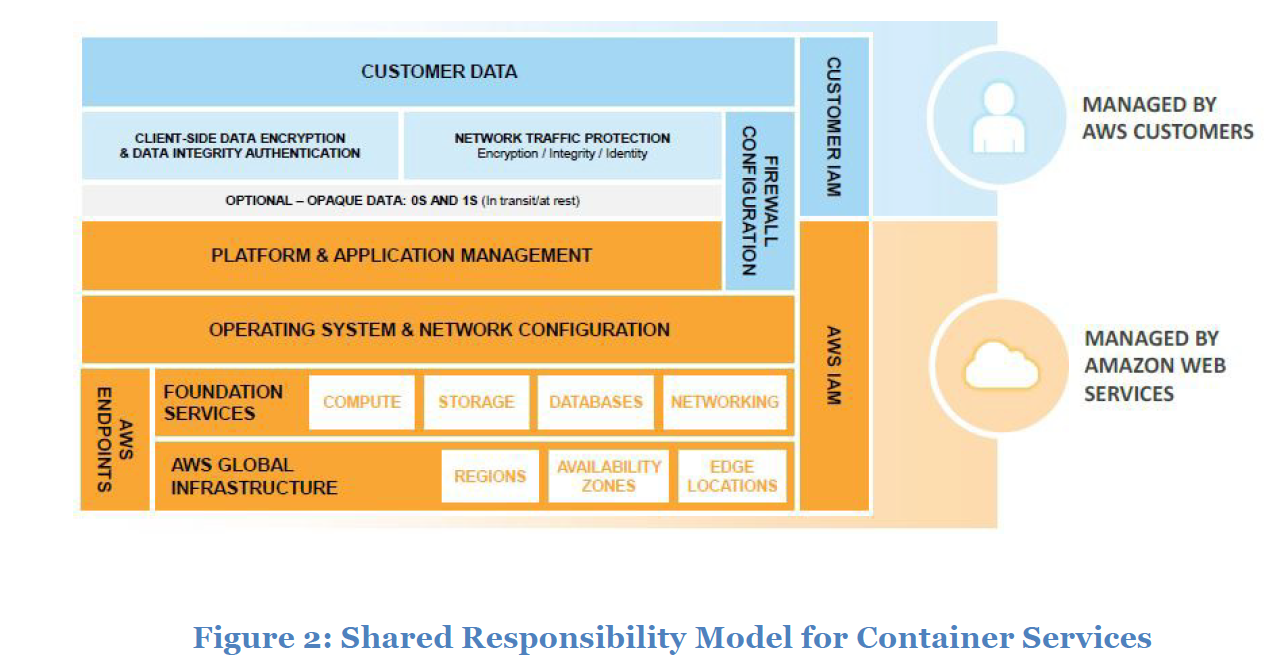 CUSTOMER DATA
CUSTOMER IAM
MANAGED BY
AWS CUSTOMERS
CLIENT-SIDE DATA ENCRYPTION
& DATA INTEGRITY AUTHENTICATION
NETWORK TRAFFIC PROTECTION
Encryption / Integrity / Identity
FIREWALL
CONFIGURATION
OPTIONAL – OPAQUE DATA: 0S AND 1S (In transit/at rest)
PLATFORM & APPLICATION MANAGEMENT
OPERATING SYSTEM & NETWORK CONFIGURATION
AWS IAM
MANAGED BY
AMAZON WEB
SERVICES
AWS
ENDPOINTS
FOUNDATION
SERVICES
COMPUTE
STORAGE
DATABASES
NETWORKING
AWS GLOBAL
INFRASTRUCTURE
REGIONS
AVAILABILITY
ZONES
EDGE
LOCATIONS
Figure 2: Shared Responsibility Model for Container Services